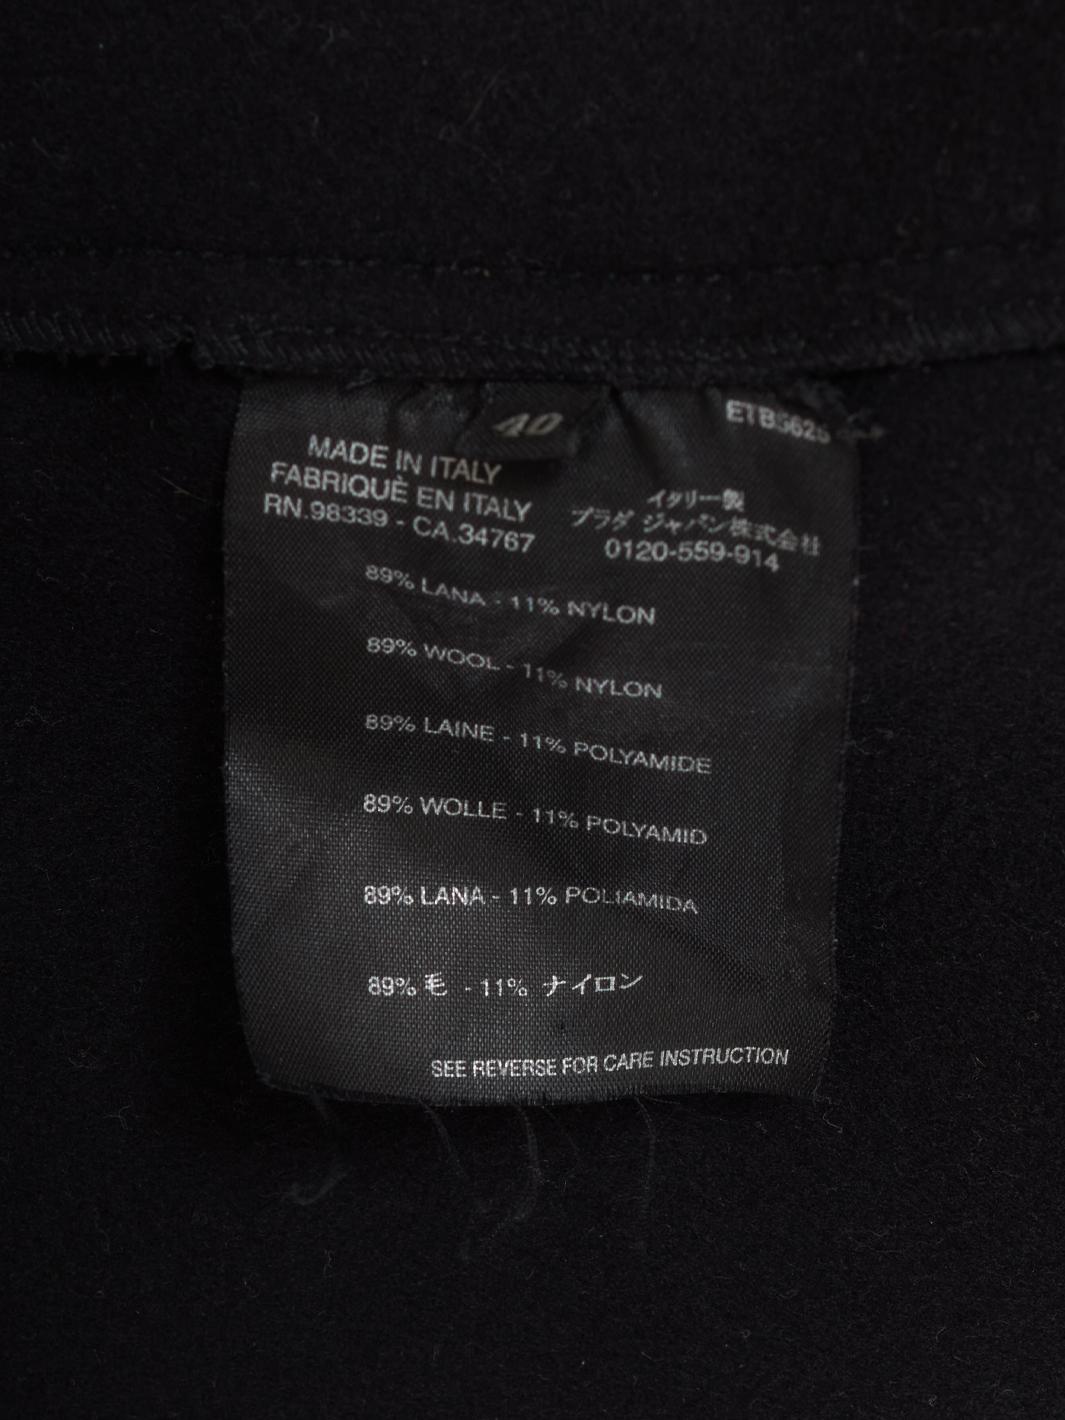 40
MADE IN ITALY
FABRIQUÈ EN ITALY
RN.98339 - CA.34767
イタリー製
プラダ ジャパン株式会社
0120-559-914
89% LANA - 11% NYLON
89% WOOL - 11% NYLON
89% LAINE - 11% POLYAMIDE
89% WOLLE - 11% POLYAMID
89% LANA - 11% POLIAMIDA
89% 毛 - 11% ナイロン
SEE REVERSE FOR CARE INSTRUCTION